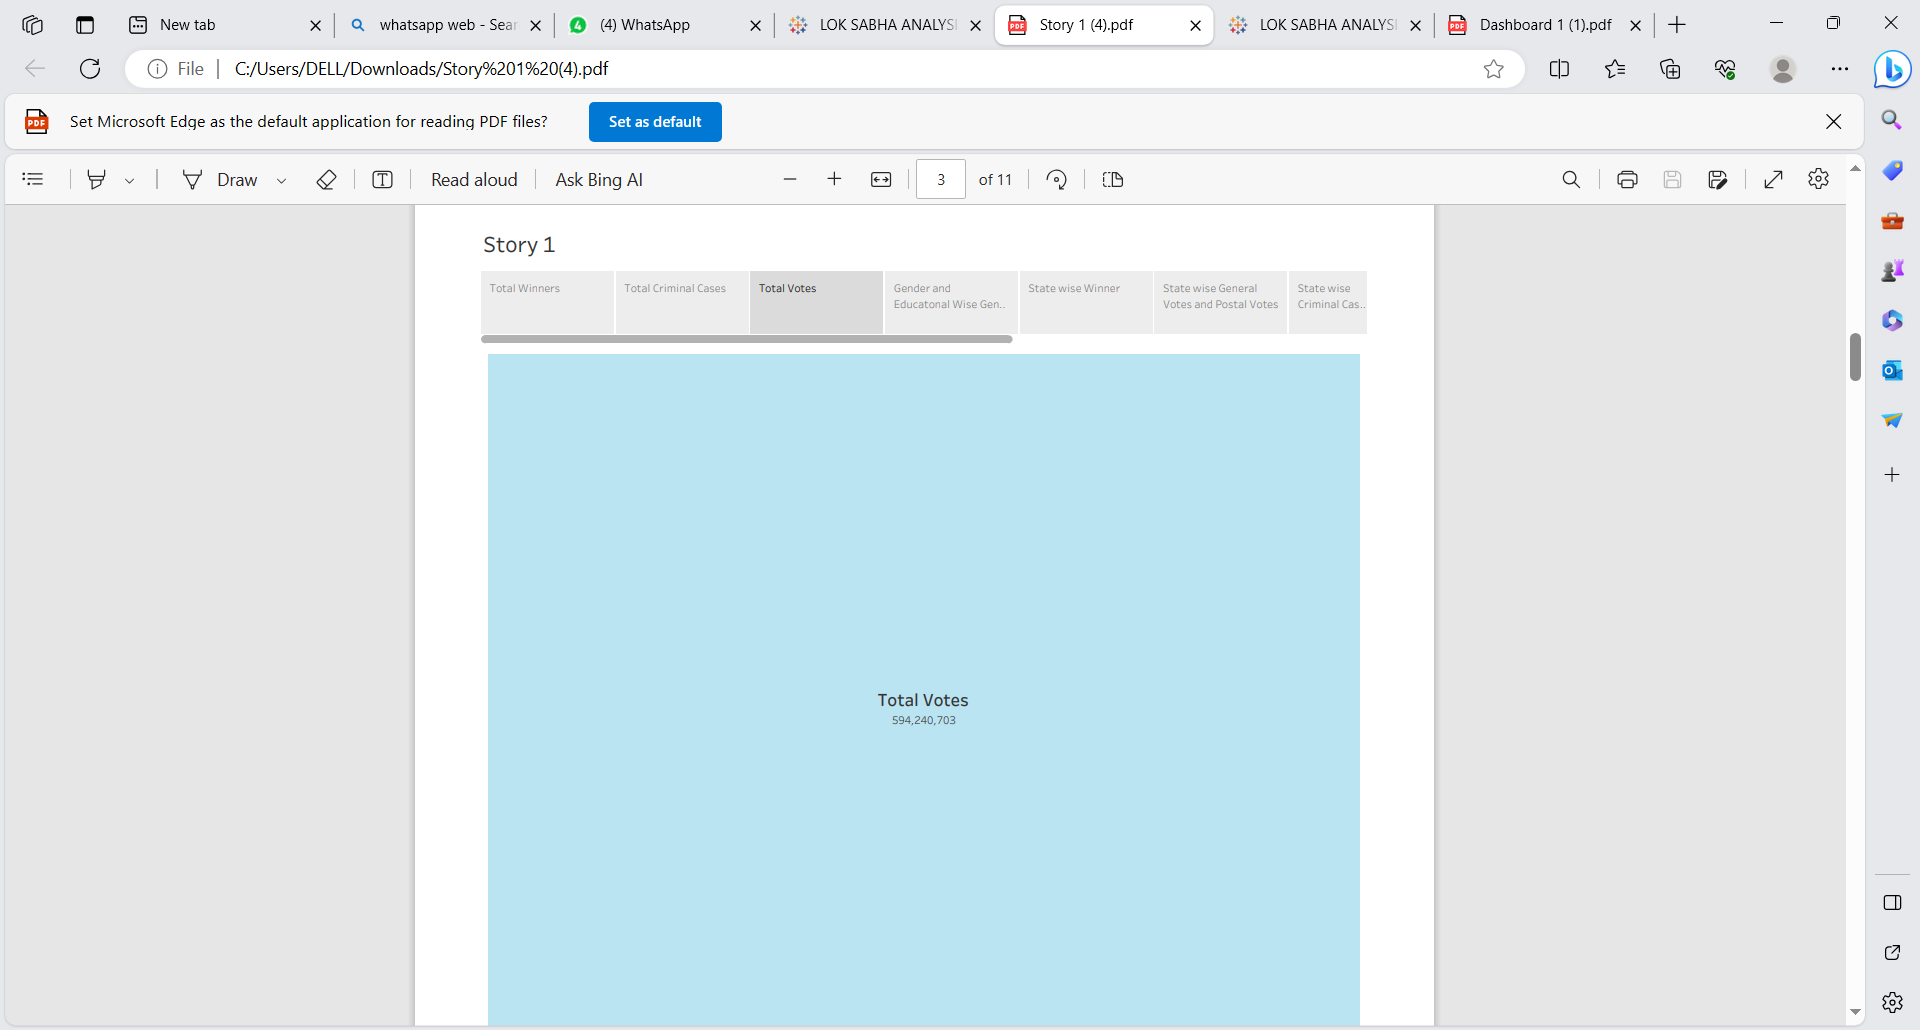 New tab
whatsapp web - Sear
4
(4) WhatsApp
LOK SABHA ANALYSI
PDF
Story 1 (4).pdf
LOK SABHA ANALYSI
PDF
Dashboard 1 (1).pdf
File
C:/Users/DELL/Downloads/Story%201%20(4).pdf
PDF
Set Microsoft Edge as the default application for reading PDF files?
Set as default
Draw
T
Read aloud
Ask Bing AI
3
of 11
Story 1
Total Winners
Total Criminal Cases
Total Votes
Gender and
Educatonal Wise Gen..
State wise Winner
State wise General
Votes and Postal Votes
State wise
Criminal Cas..
Total Votes
594,240,703